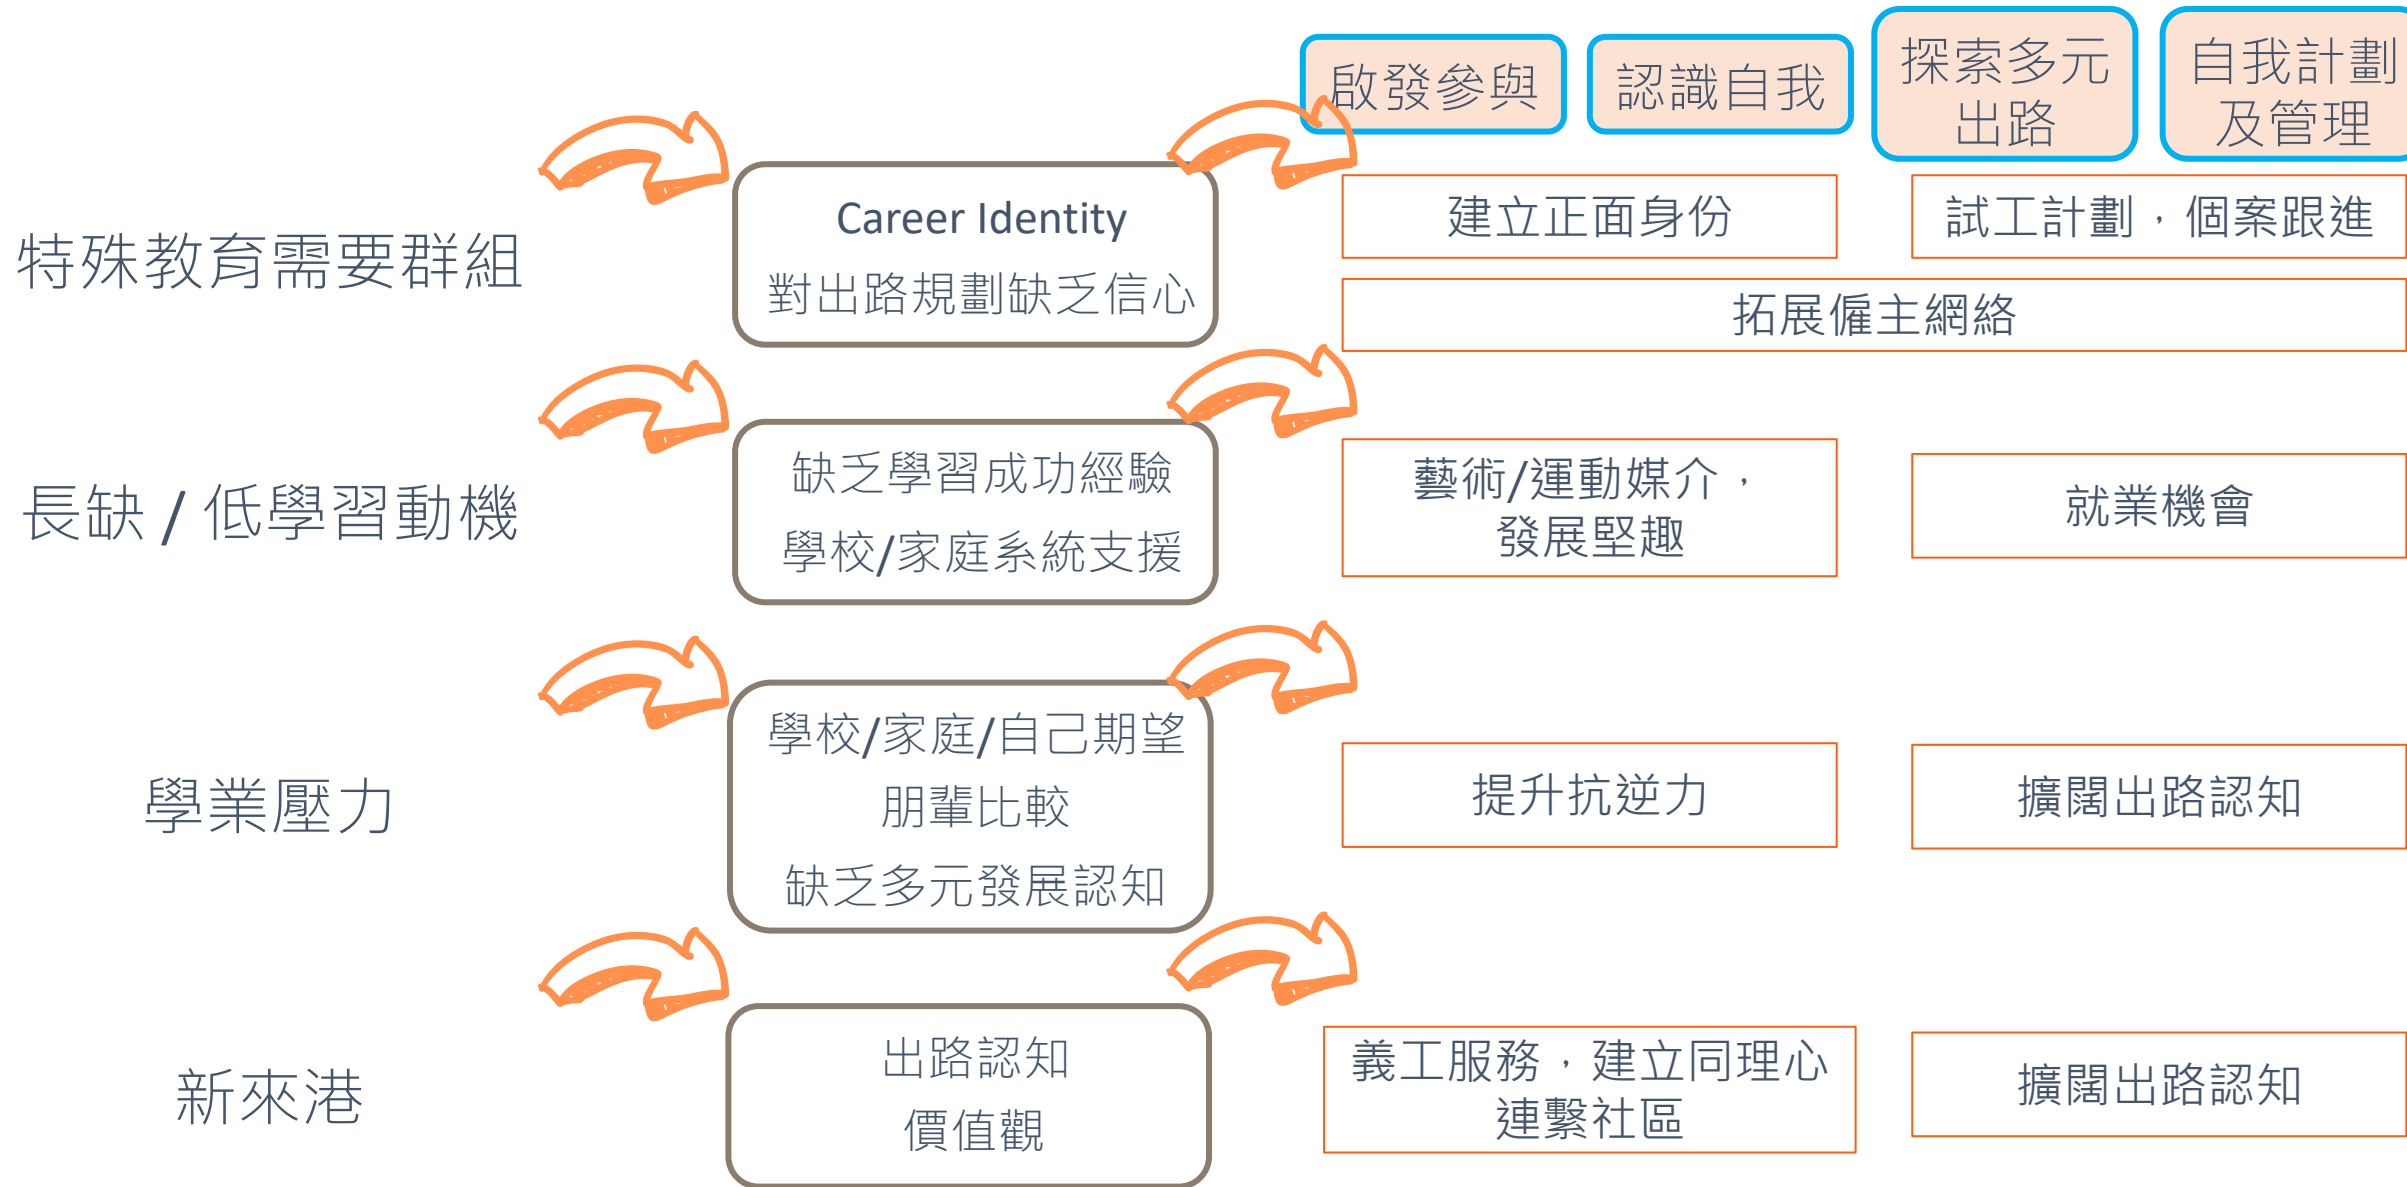 啟發參與
認識自我
探索多元
出路
自我計劃
及管理
特殊教育需要群組
Career Identity
對出路規劃缺乏信心
建立正面身份
試工計劃，個案跟進
拓展僱主網絡
長缺 / 低學習動機
缺乏學習成功經驗
學校/家庭系統支援
藝術/運動媒介，
發展堅趣
就業機會
學業壓力
學校/家庭/自己期望
朋輩比較
缺乏多元發展認知
提升抗逆力
擴闊出路認知
新來港
出路認知
價值觀
義工服務，建立同理心
連繫社區
擴闊出路認知